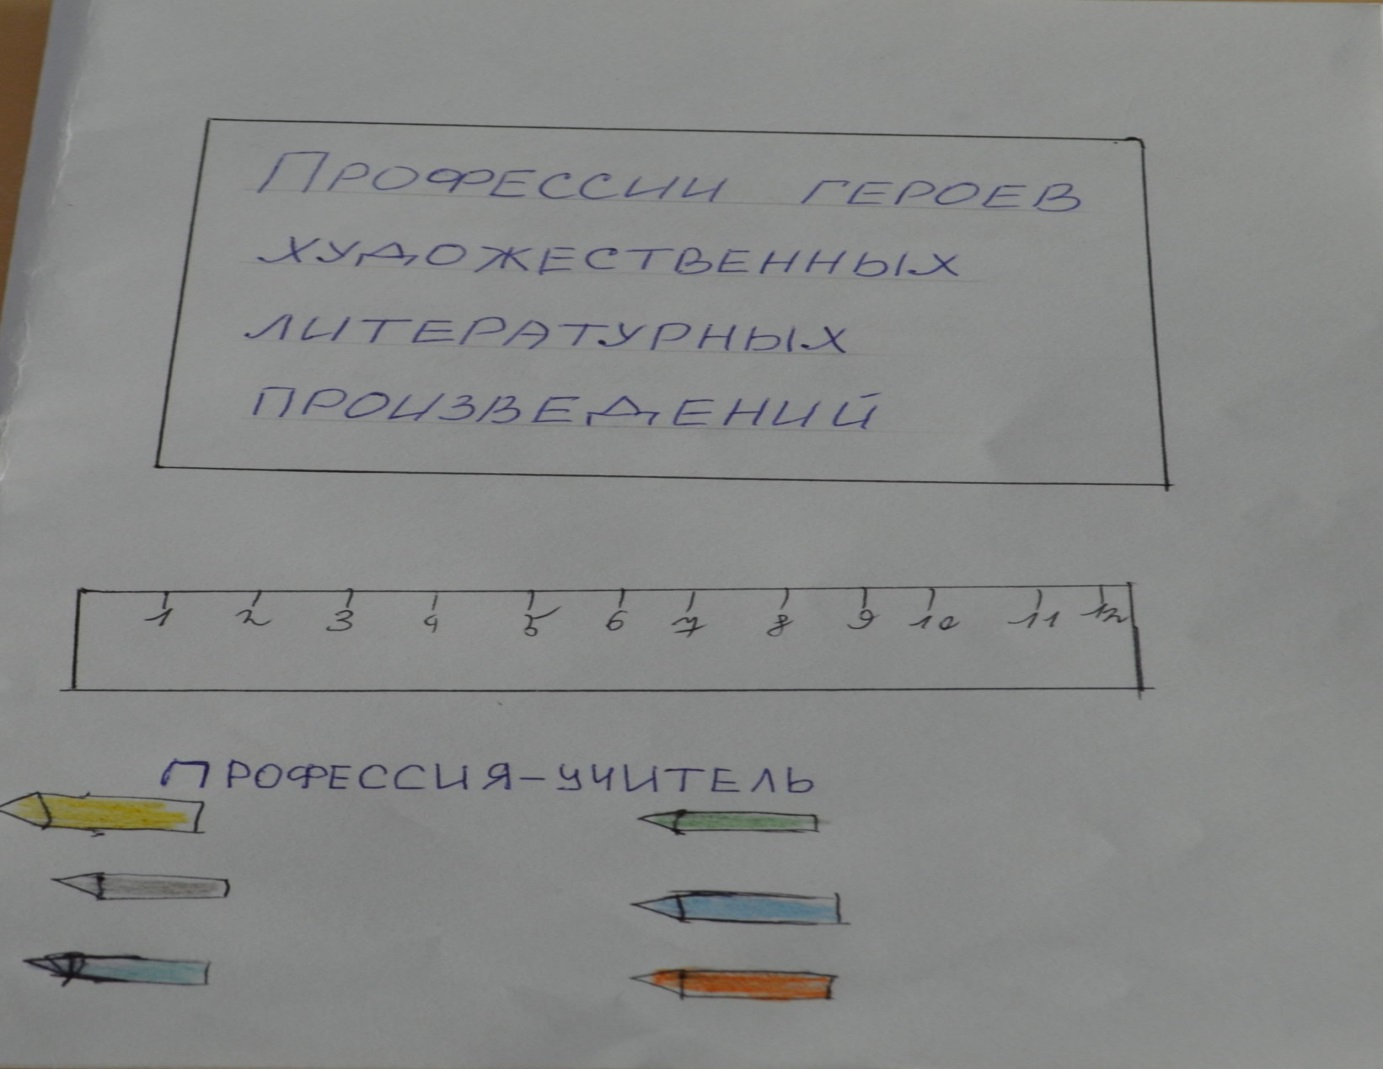 ПРОФЕССИИ ГЕРОЕВ
ХУДОЖЕСТВЕННЫХ
ЛИТЕРАТУРНЫХ
ПРОИЗВЕДЕНИЙ
1 2 3 4 5 6 7 8 9 10 11 12
ПРОФЕССИЯ-УЧИТЕЛЬ